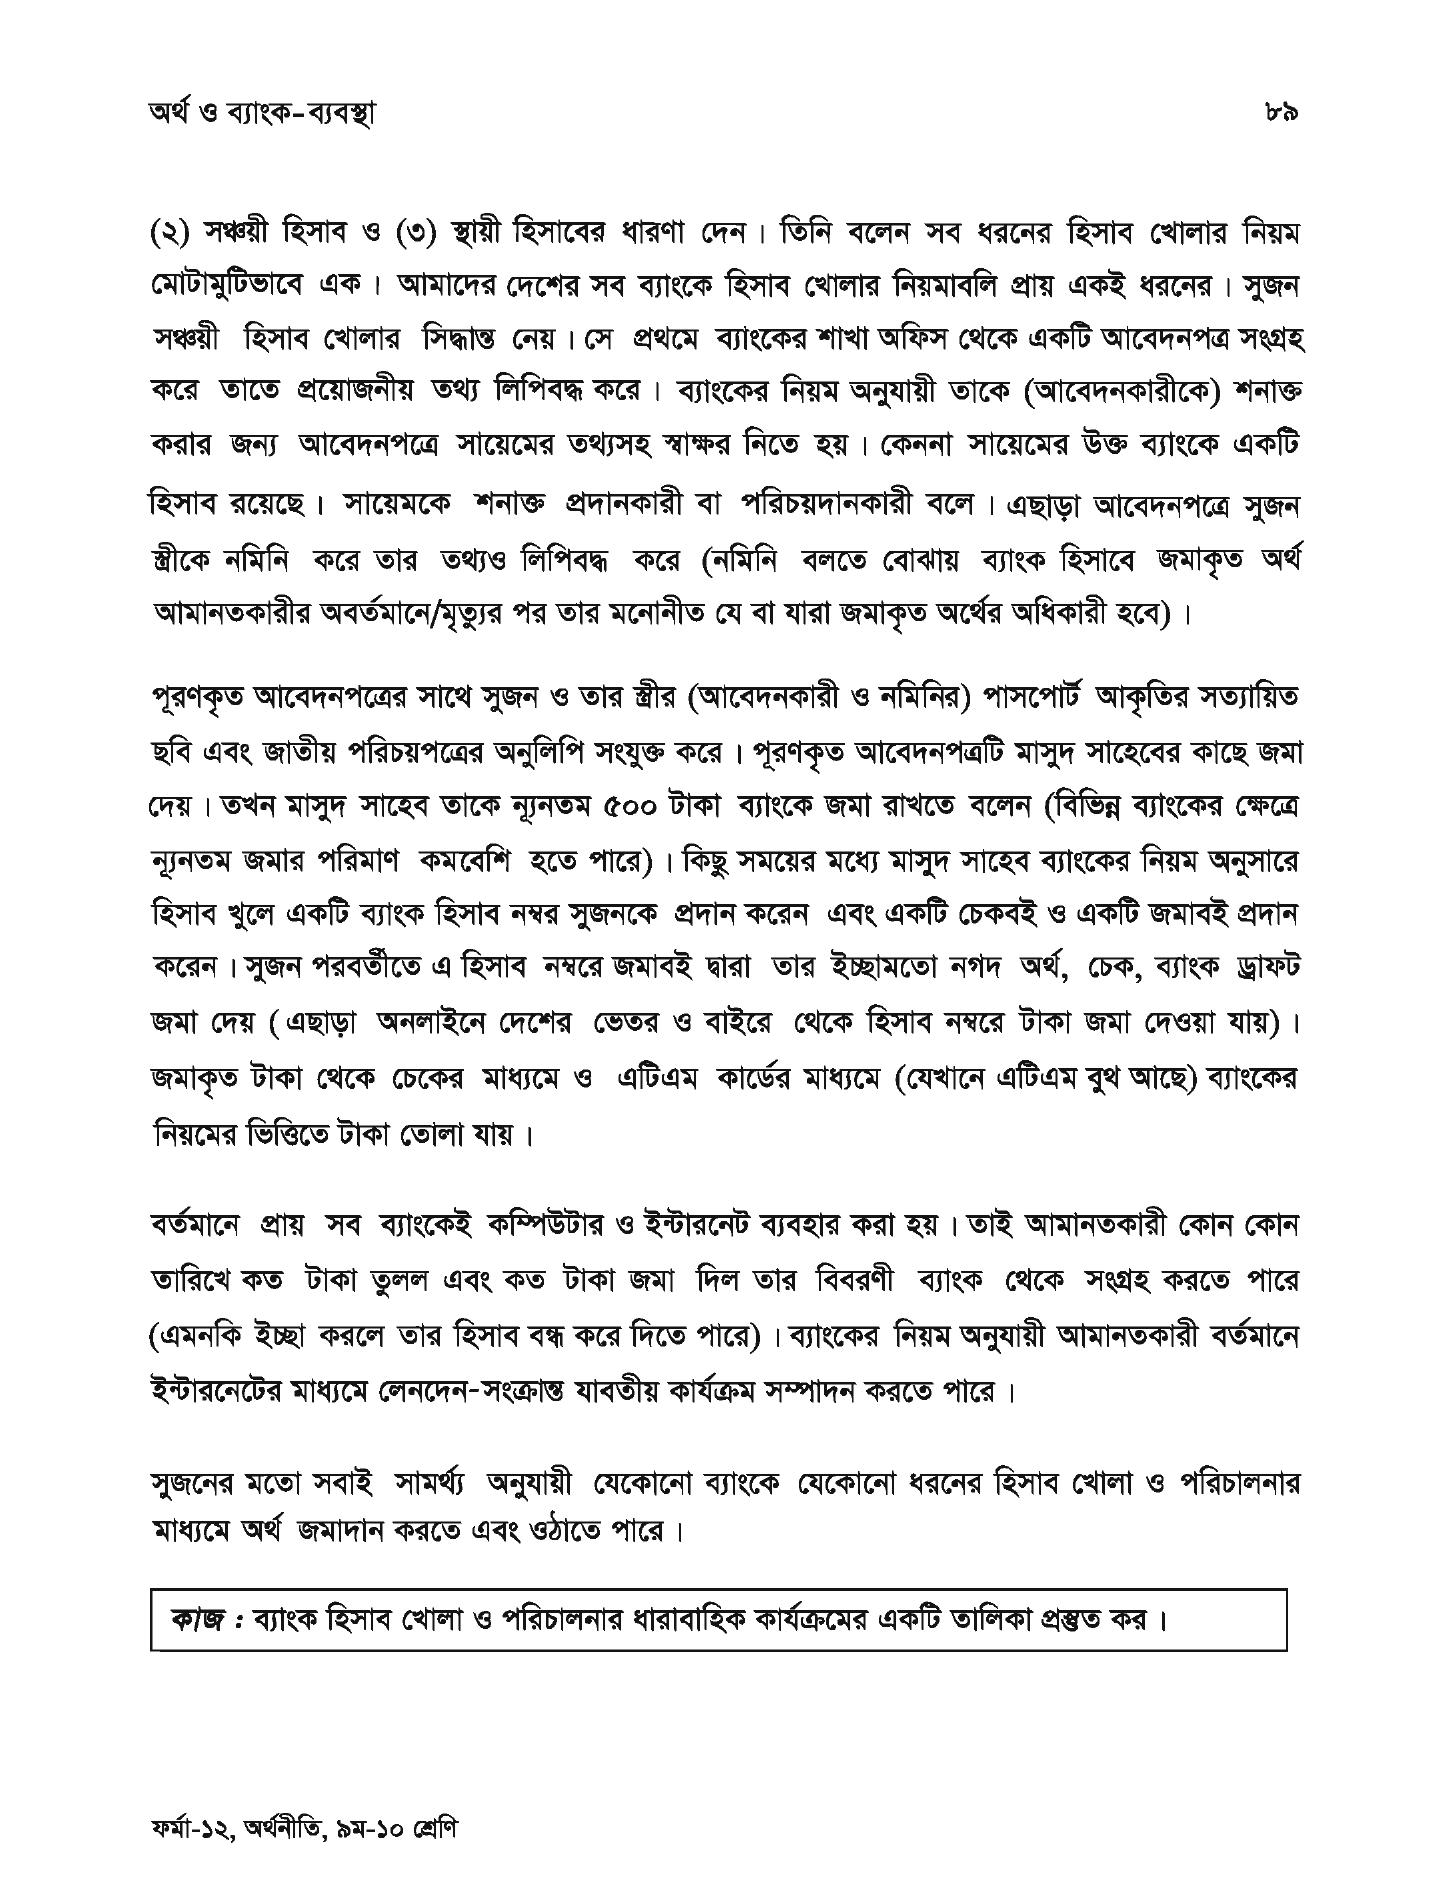 অর্থ ও ব্যাংক-ব্যবস্থা ৮৯
(২) সঞ্চয়ী হিসাব ও (৩) স্থায়ী হিসাবের ধারণা দেন। তিনি বলেন সব ধরনের হিসাব খোলার নিয়ম
মোটামুটিভাবে এক। আমাদের দেশের সব ব্যাংকে হিসাব খোলার নিয়মাবলি প্রায় একই ধরনের। সুজন
সঞ্চয়ী হিসাব খোলার সিদ্ধান্ত নেয়। সে প্রথমে ব্যাংকের শাখা অফিস থেকে একটি আবেদনপত্র সংগ্রহ
করে তাতে প্রয়োজনীয় তথ্য লিপিবদ্ধ করে। ব্যাংকের নিয়ম অনুযায়ী তাকে (আবেদনকারীকে) শনাক্ত
করার জন্য আবেদনপত্রে সায়েমের তথ্যসহ স্বাক্ষর নিতে হয়। কেননা সায়েমের উক্ত ব্যাংকে একটি
হিসাব রয়েছে। সায়েমকে শনাক্ত প্রদানকারী বা পরিচয়দানকারী বলে। এছাড়া আবেদনপত্রে সুজন
স্ত্রীকে নমিনি করে তার তথ্যও লিপিবদ্ধ করে (নমিনি বলতে বোঝায় ব্যাংক হিসাবে জমাকৃত অর্থ
আমানতকারীর অবর্তমানে/মৃত্যুর পর তার মনোনীত যে বা যারা জমাকৃত অর্থের অধিকারী হবে)।
পূরণকৃত আবেদনপত্রের সাথে সুজন ও তার স্ত্রীর (আবেদনকারী ও নমিনির) পাসপোর্ট আকৃতির সত্যায়িত
ছবি এবং জাতীয় পরিচয়পত্রের অনুলিপি সংযুক্ত করে। পূরণকৃত আবেদনপত্রটি মাসুদ সাহেবের কাছে জমা
দেয়। তখন মাসুদ সাহেব তাকে ন্যূনতম ৫০০ টাকা ব্যাংকে জমা রাখতে বলেন (বিভিন্ন ব্যাংকের ক্ষেত্রে
ন্যূনতম জমার পরিমাণ কমবেশি হতে পারে)। কিছু সময়ের মধ্যে মাসুদ সাহেব ব্যাংকের নিয়ম অনুসারে
হিসাব খুলে একটি ব্যাংক হিসাব নম্বর সুজনকে প্রদান করেন এবং একটি চেকবই ও একটি জমাবই প্রদান
করেন। সুজন পরবর্তীতে এ হিসাব নম্বরে জমাবই দ্বারা তার ইচ্ছামতো নগদ অর্থ, চেক, ব্যাংক ড্রাফট
জমা দেয় ( এছাড়া অনলাইনে দেশের ভেতর ও বাইরে থেকে হিসাব নম্বরে টাকা জমা দেওয়া যায়)।
জমাকৃত টাকা থেকে চেকের মাধ্যমে ও এটিএম কার্ডের মাধ্যমে (যেখানে এটিএম বুথ আছে) ব্যাংকের
নিয়মের ভিত্তিতে টাকা তোলা যায়।
বর্তমানে প্রায় সব ব্যাংকেই কম্পিউটার ও ইন্টারনেট ব্যবহার করা হয়। তাই আমানতকারী কোন কোন
তারিখে কত টাকা তুলল এবং কত টাকা জমা দিল তার বিবরণী ব্যাংক থেকে সংগ্রহ করতে পারে
(এমনকি ইচ্ছা করলে তার হিসাব বন্ধ করে দিতে পারে)। ব্যাংকের নিয়ম অনুযায়ী আমানতকারী বর্তমানে
ইন্টারনেটের মাধ্যমে লেনদেন-সংক্রান্ত যাবতীয় কার্যক্রম সম্পাদন করতে পারে।
সুজনের মতো সবাই সামর্থ্য অনুযায়ী যেকোনো ব্যাংকে যেকোনো ধরনের হিসাব খোলা ও পরিচালনার
মাধ্যমে অর্থ জমাদান করতে এবং ওঠাতে পারে।
কাজ : ব্যাংক হিসাব খোলা ও পরিচালনার ধারাবাহিক কার্যক্রমের একটি তালিকা প্রস্তুত কর।
ফর্মা-১২, অর্থনীতি, ৯ম-১০ শ্রেণি